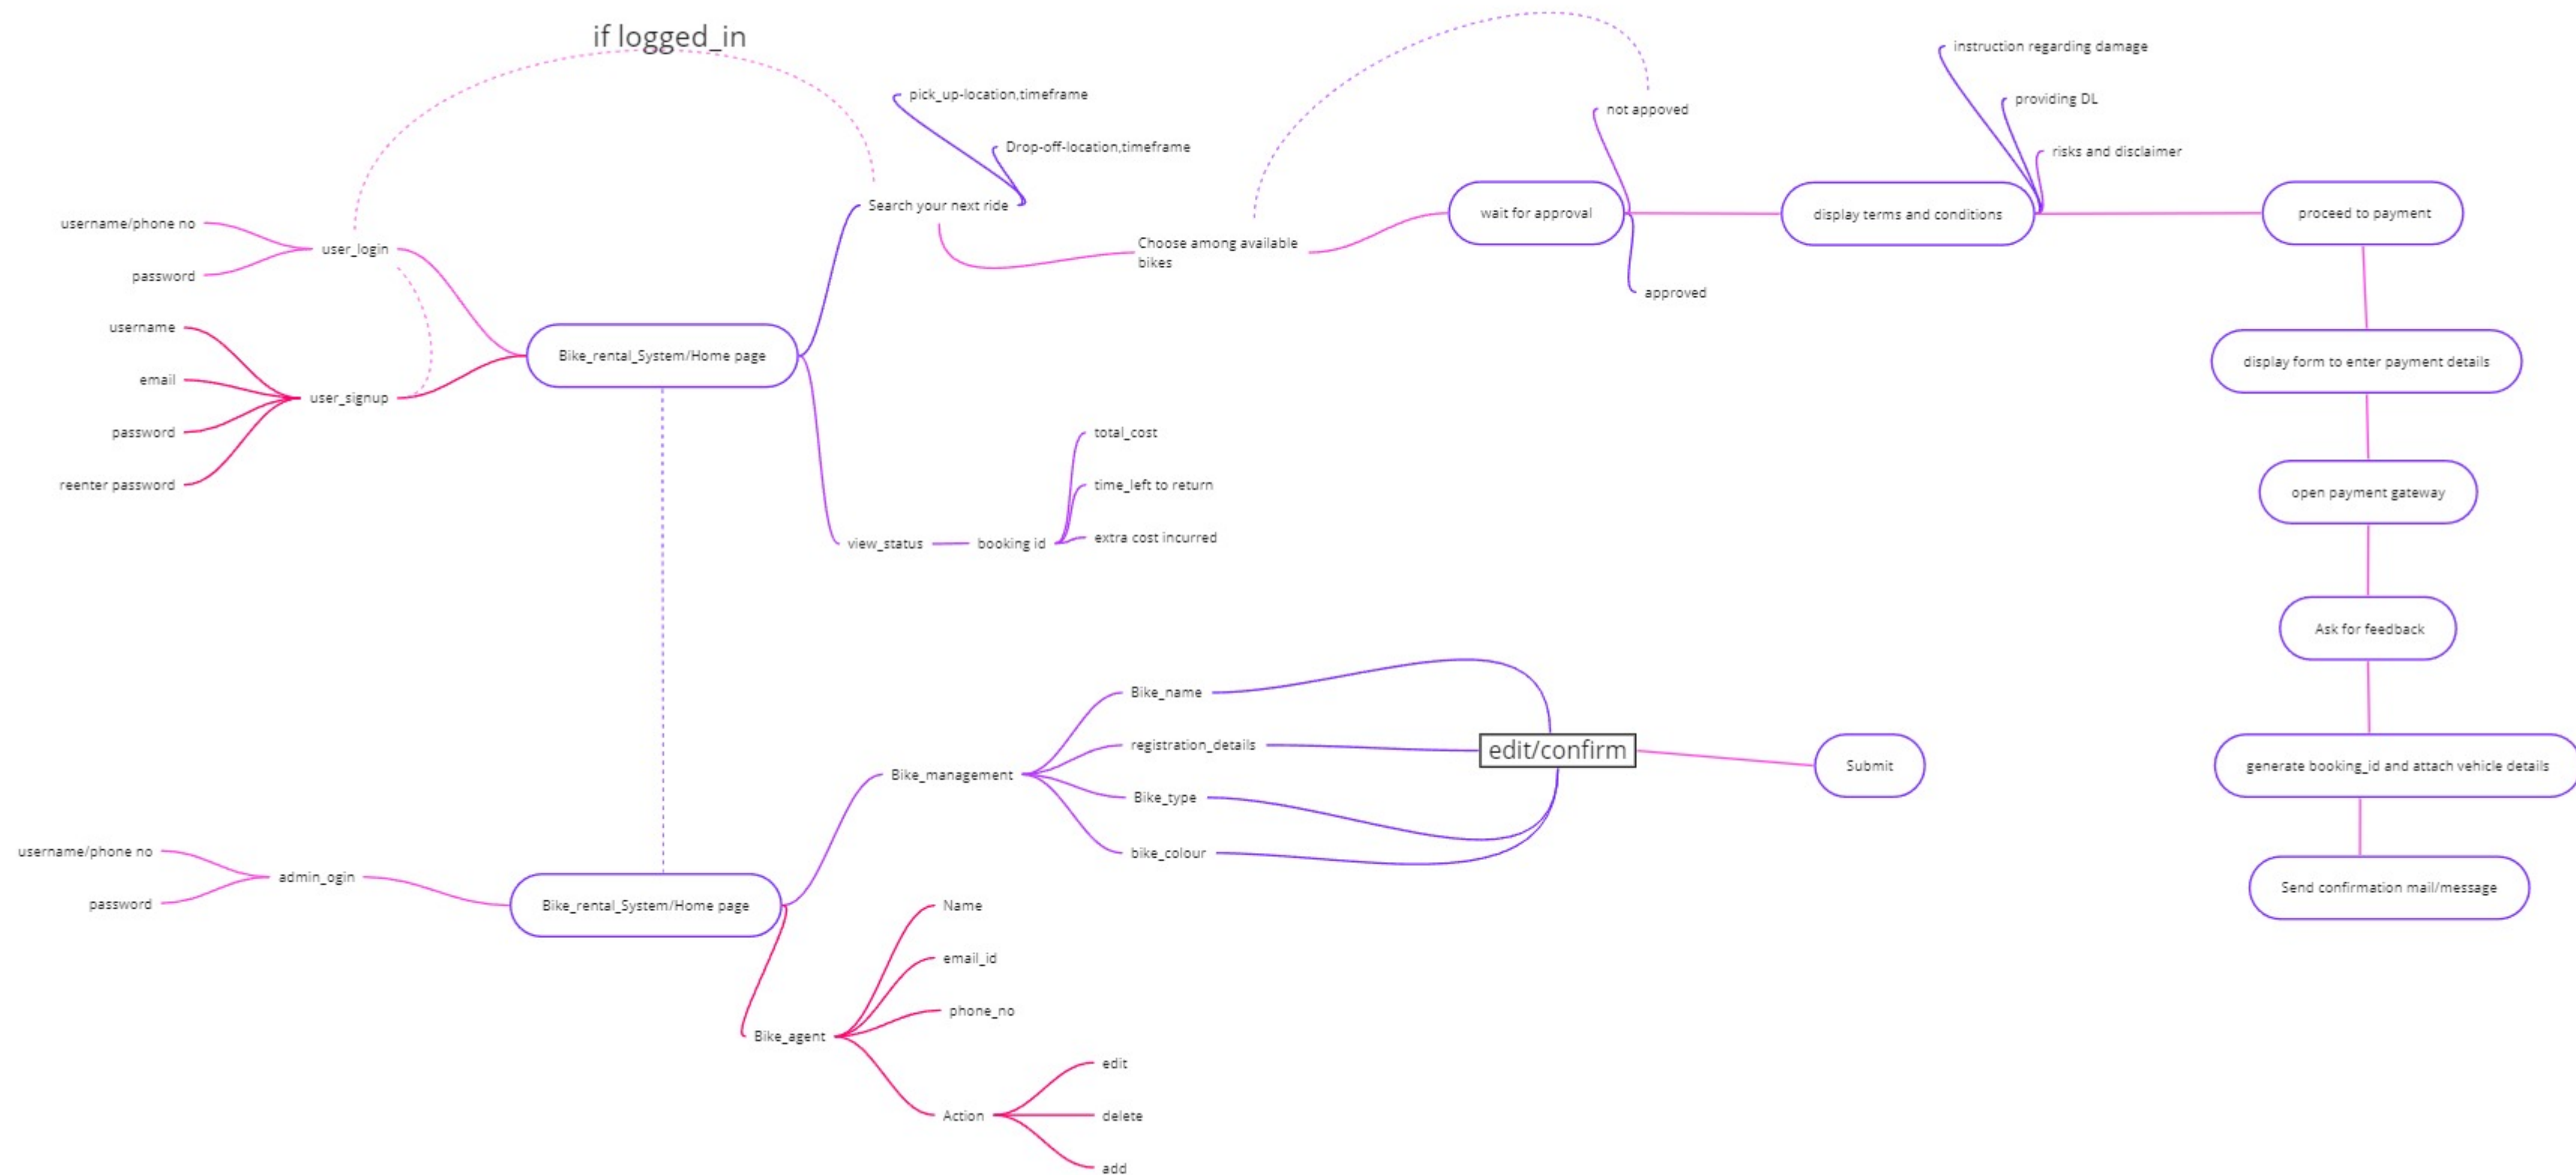 if logged_in
pick_up-location,timeframe
Drop-off-location,timeframe
Search your next ride
Choose among available
bikes
username/phone no
password
user_login
username
email
password
reenter password
user_signup
Bike_rental_System/Home page
total_cost
time_left to return
extra cost incurred
view_status
booking id
not appoved
wait for approval
approved
instruction regarding damage
providing DL
risks and disclaimer
display terms and conditions
proceed to payment
display form to enter payment details
open payment gateway
Ask for feedback
generate booking_id and attach vehicle details
Send confirmation mail/message
username/phone no
password
admin_ogin
Bike_rental_System/Home page
Bike_management
Bike_name
registration_details
Bike_type
bike_colour
edit/confirm
Submit
Bike_agent
Name
email_id
phone_no
Action
edit
delete
add